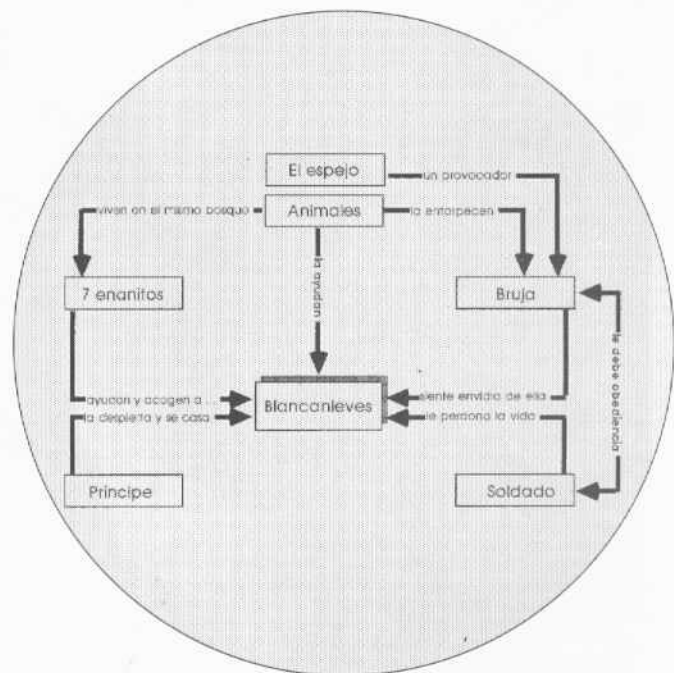 El espejo
un provocador
viven en el mismo bosque
Animales
la entorpecen
7 enanitos
la ayudan
Bruja
le debe obediencia
ayudan y acogen a ...
Blancanieves
siente envidia de ella
la despierta y se casa
le perdona la vida
Príncipe
Soldado